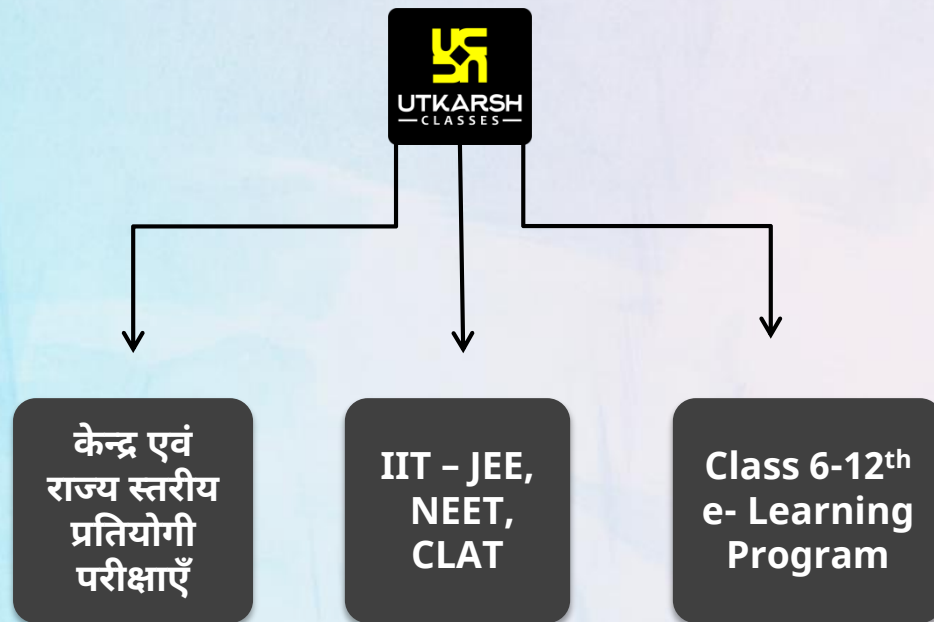 UTKARSH
CLASSES
केन्द्र एवं
राज्य स्तरीय
प्रतियोगी
परीक्षाएँ
IIT – JEE,
NEET,
CLAT
Class 6-12th
e- Learning
Program